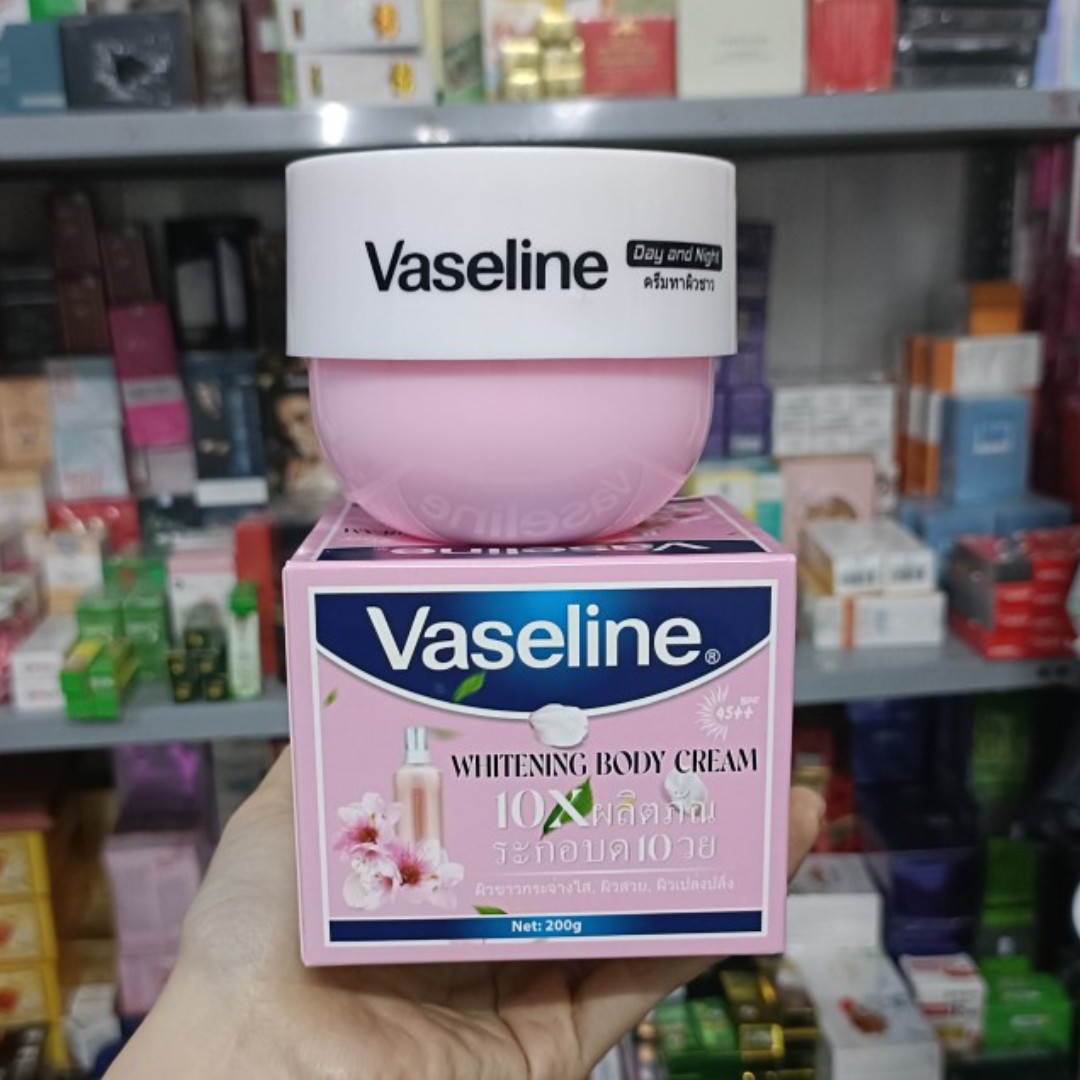 Vaseline
Day and Night
ครีมทาผิวขาว
Vaseline
Vaseline®
45++
WHITENING BODY CREAM
10X ผลิตภัณ
ระกอบด 10 วย
ผิวขาวกระจ่างใส, ผิวสวย, ผิวเปล่งปลั่ง
Net: 200g